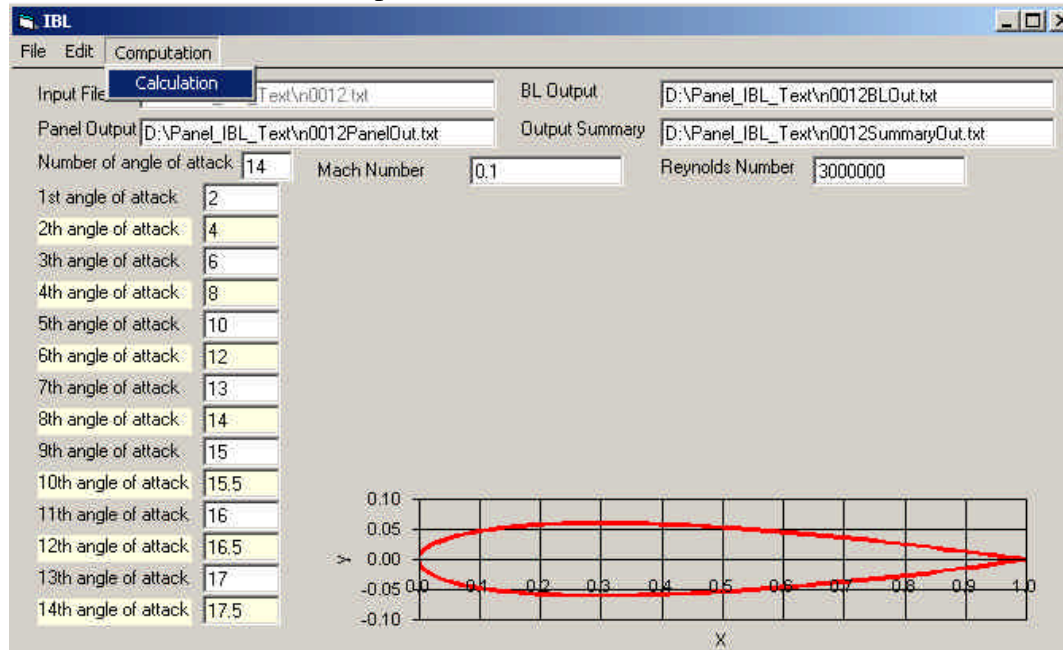 IBL
File Edit Computation
Calculation
Input File _Text\n0012.txt BL Output D:\Panel_IBL_Text\n0012BLOut.txt
Panel Output D:\Panel_IBL_Text\n0012PanelOut.txt Output Summary D:\Panel_IBL_Text\n0012SummaryOut.txt
Number of angle of attack 14 Mach Number 0.1 Reynolds Number 3000000
1st angle of attack 2
2th angle of attack 4
3th angle of attack 6
4th angle of attack 8
5th angle of attack 10
6th angle of attack 12
7th angle of attack 13
8th angle of attack 14
9th angle of attack 15
10th angle of attack 15.5
11th angle of attack 16
12th angle of attack 16.5
13th angle of attack 17
14th angle of attack 17.5
0.10
0.05
y 0.00
-0.05 0.0 0.1 0.2 0.3 0.4 0.5 0.6 0.7 0.8 0.9 1.0
-0.10
X